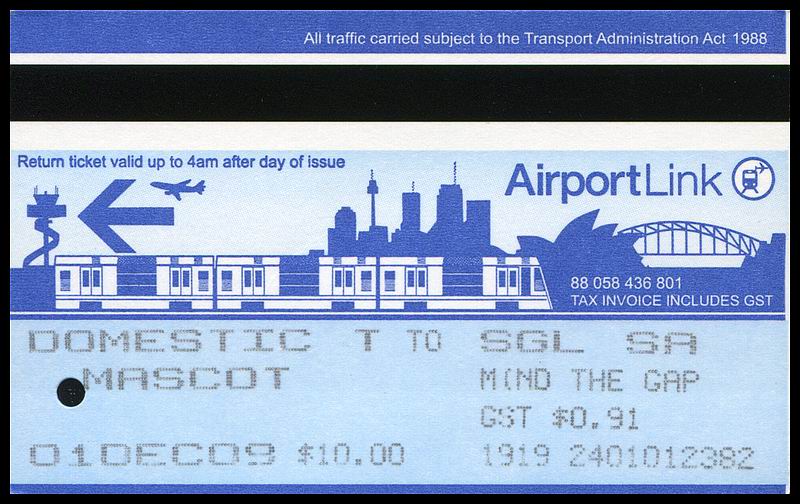 All traffic carried subject to the Transport Administration Act 1988
Return ticket valid up to 4am after day of issue
AirportLink
88 058 436 801
TAX INVOICE INCLUDES GST
DOMESTIC T TO SGL SA
MASCOT MIND THE GAP
GST $0.91
01DEC09 $10.00 1919 2401012382